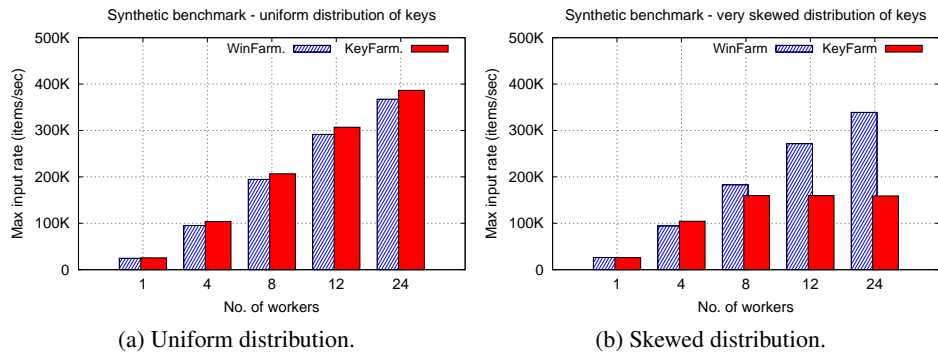 Synthetic benchmark - uniform distribution of keys
WinFarm. KeyFarm.
Max input rate (items/sec)
500K
400K
300K
200K
100K
0
1 4 8 12 24
No. of workers
(a) Uniform distribution.
Synthetic benchmark - very skewed distribution of keys
WinFarm KeyFarm
Max input rate (items/sec)
500K
400K
300K
200K
100K
0
1 4 8 12 24
No. of workers
(b) Skewed distribution.